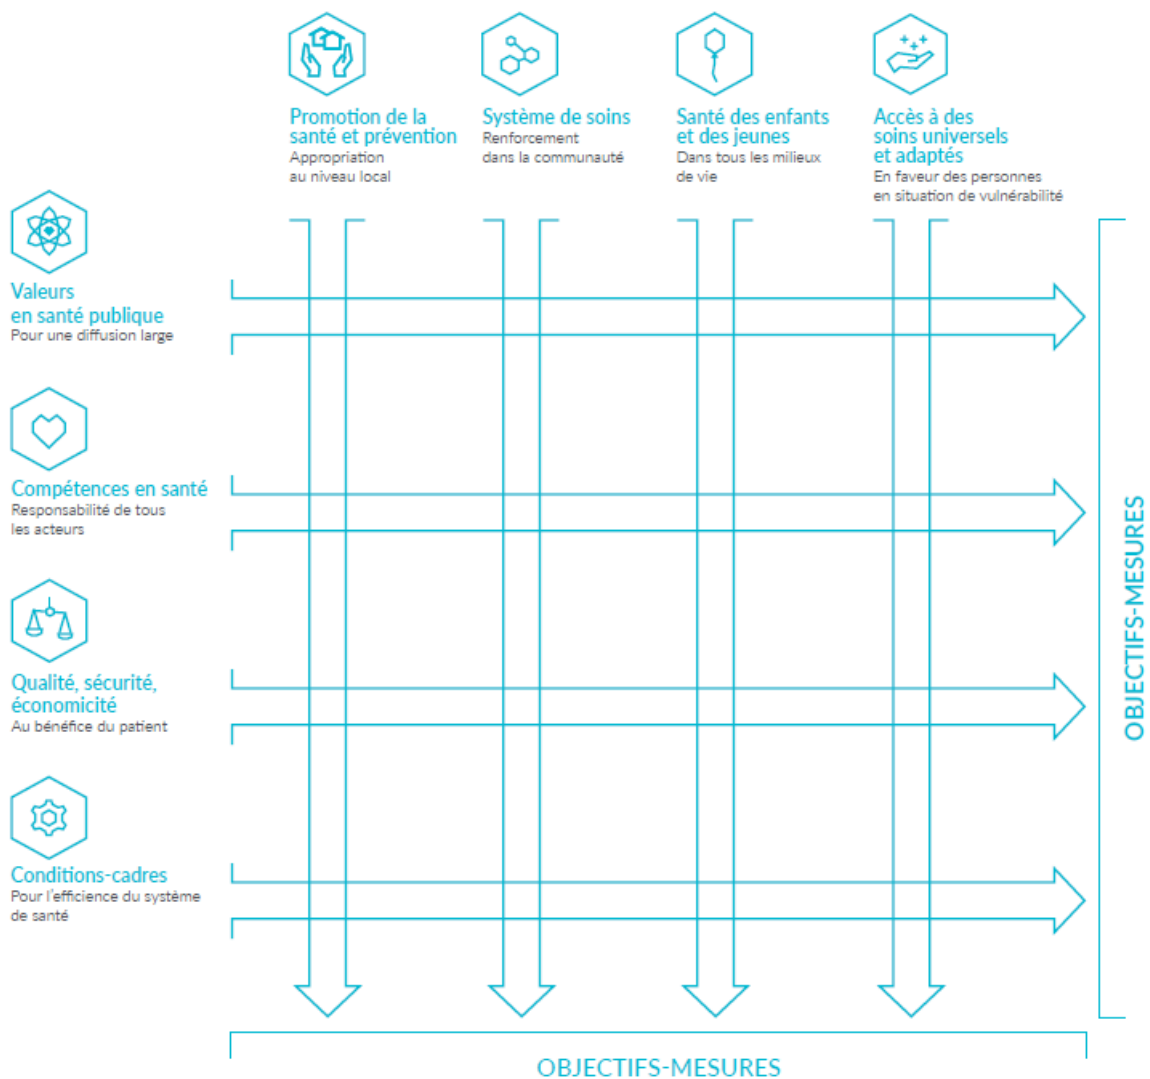 Promotion de la
santé et prévention
Appropriation
au niveau local
Système de soins
Renforcement
dans la communauté
Santé des enfants
et des jeunes
Dans tous les milieux
de vie
Accès à des
soins universels
et adaptés
En faveur des personnes
en situation de vulnérabilité
Valeurs
en santé publique
Pour une diffusion large
Compétences en santé
Responsabilité de tous
les acteurs
Qualité, sécurité,
économicité
Au bénéfice du patient
Conditions-cadres
Pour l'efficience du système
de santé
OBJECTIFS-MESURES
OBJECTIFS-MESURES